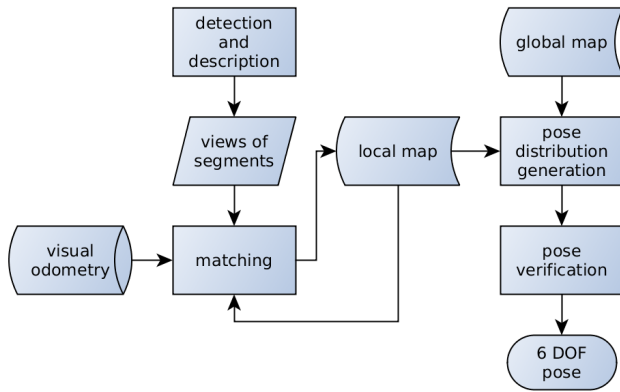 detection
and
description
global map
views of
segments
local map
pose
distribution
generation
visual
odometry
matching
pose
verification
6 DOF
pose